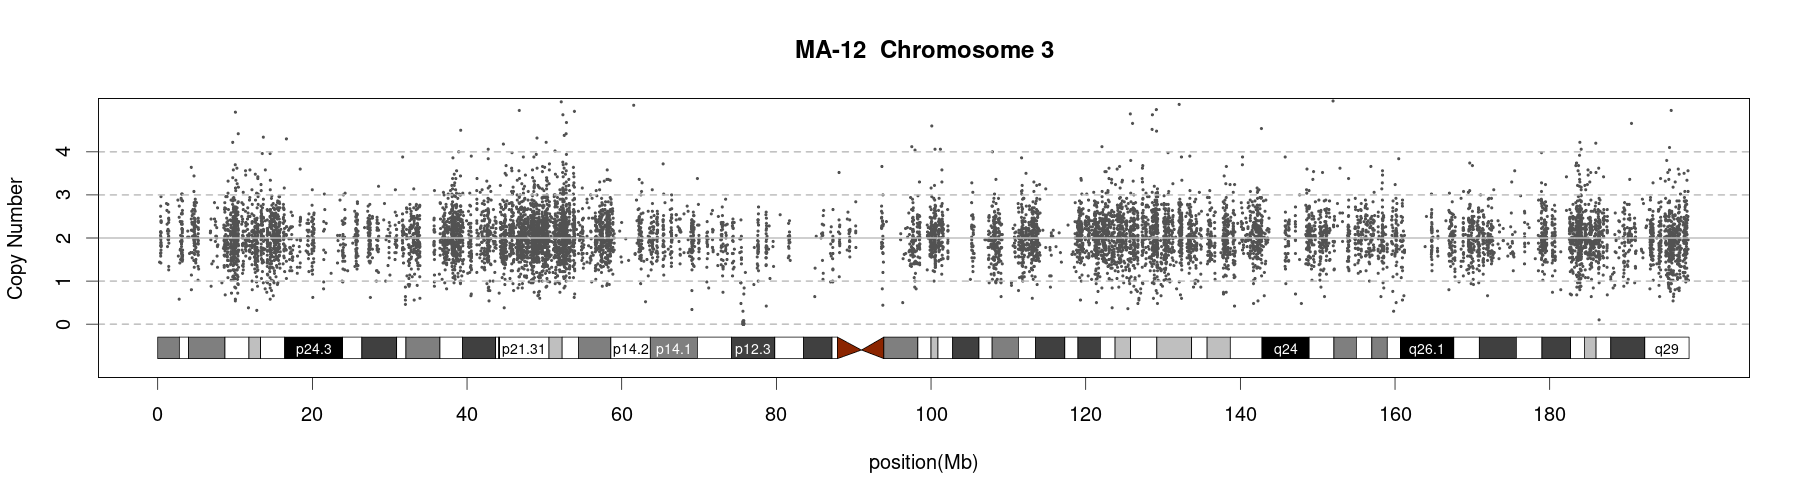 MA-12  Chromosome 3
Copy Number
4
3
2
1
0
p24.3 p21.31 p14.2 p14.1 p12.3 q24 q26.1 q29
0 20 40 60 80 100 120 140 160 180
position(Mb)